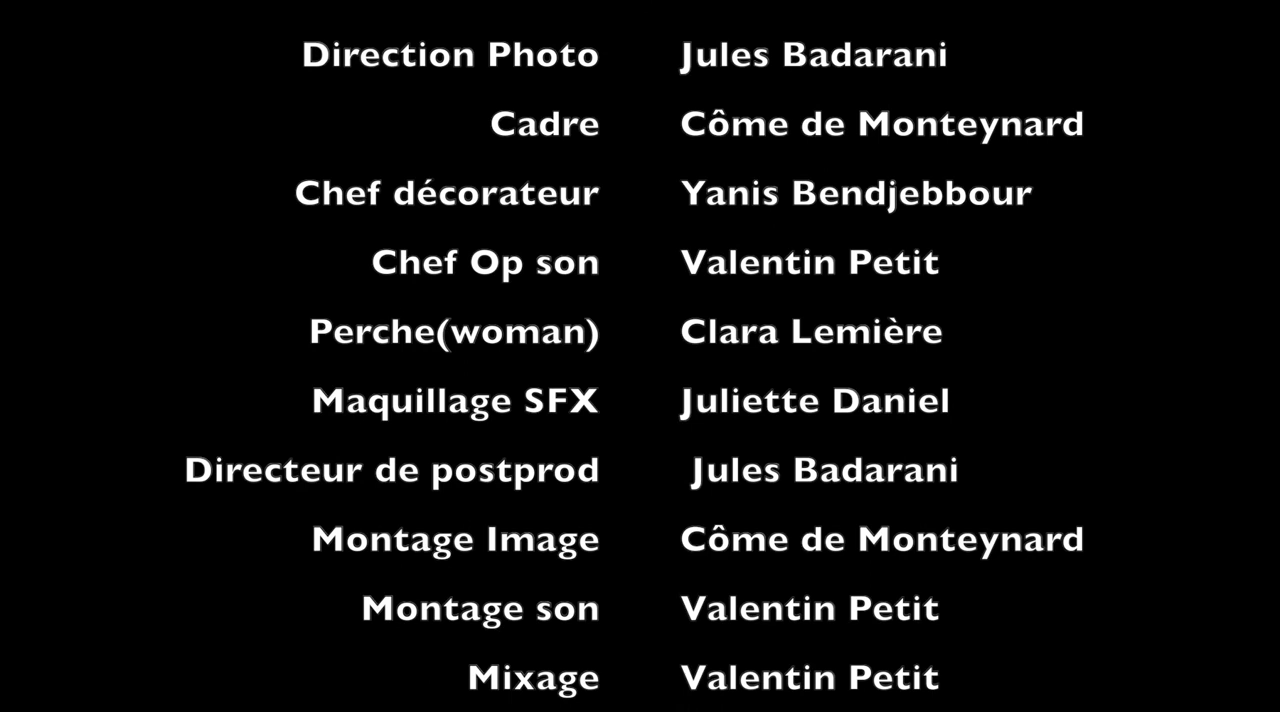 Direction Photo Jules Badarani
Cadre Côme de Monteynard
Chef décorateur Yanis Bendjebbour
Chef Op son Valentin Petit
Perche(woman) Clara Lemière
Maquillage SFX Juliette Daniel
Directeur de postprod Jules Badarani
Montage Image Côme de Monteynard
Montage son Valentin Petit
Mixage Valentin Petit